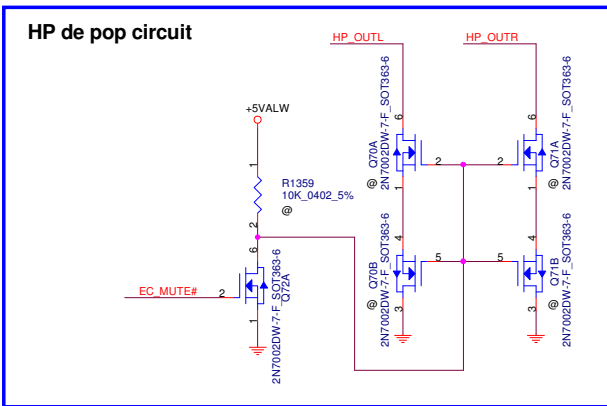 HP de pop circuit
HP_OUTL
HP_OUTR
+5VALW
1
R1359
10K_0402_5%
@
2
6
EC_MUTE#
2
1
2N7002DW-7-F_SOT363-6
Q72A
6
2
1
Q70A
2N7002DW-7-F_SOT363-6
@
6
2
1
Q71A
2N7002DW-7-F_SOT363-6
@
4
5
3
Q70B
2N7002DW-7-F_SOT363-6
@
4
5
3
Q71B
2N7002DW-7-F_SOT363-6
@